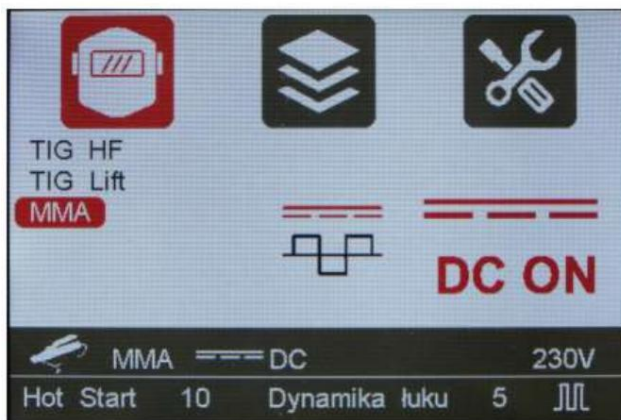 TIG HF
TIG Lift
MMA
DC ON
MMA DC 230V
Hot Start 10 Dynamika łuku 5